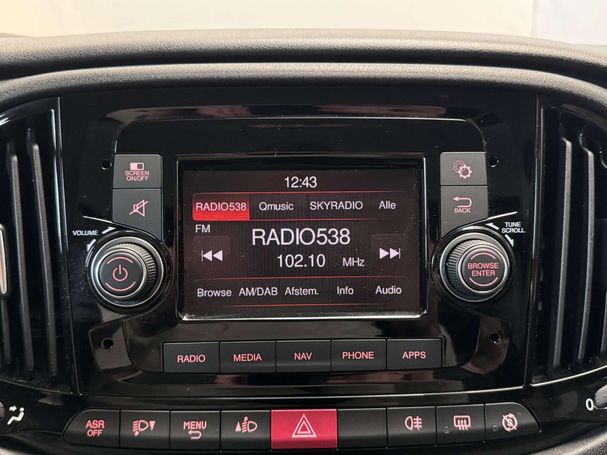 12:43
SCREEN ON/OFF
RADIO538 Qmusic SKYRADIO Alle
BACK
FM
VOLUME
TUNE SCROLL
RADIO538
102.10 MHz
BROWSE ENTER
Browse AM/DAB Afstem. Info Audio
RADIO MEDIA NAV PHONE APPS
0
ASR OFF MENU